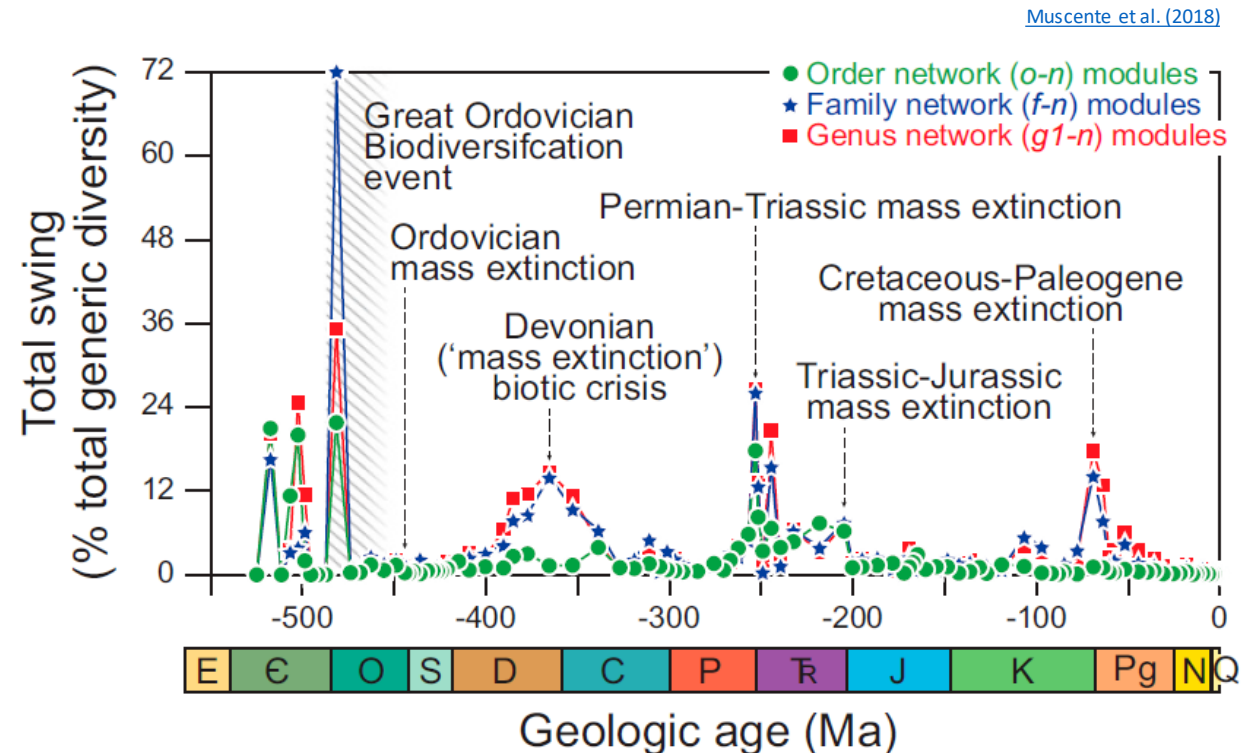 Muscente et al. (2018)
Total swing
(% total generic diversity)
72
60
48
36
24
12
0
Order network (o-n) modules
Family network (f-n) modules
Genus network (g1-n) modules
Great Ordovician
Biodiversifcation
event
Ordovician
mass extinction
Devonian
(‘mass extinction’)
biotic crisis
Permian-Triassic mass extinction
Triassic-Jurassic
mass extinction
Cretaceous-Paleogene
mass extinction
-500 -400 -300 -200 -100 0
E Є O S D C P TR J K Pg N Q
Geologic age (Ma)